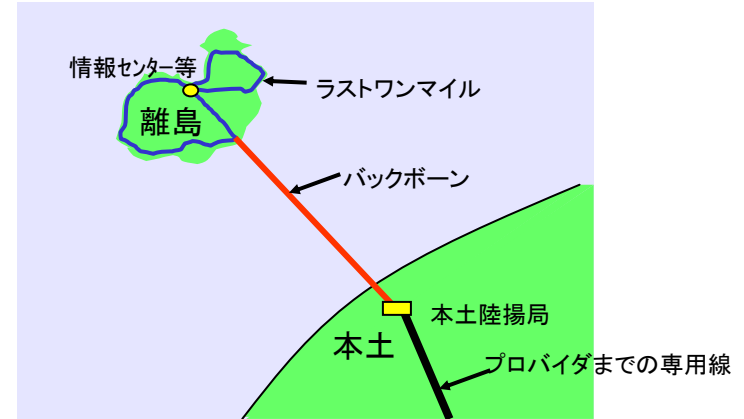 情報センター等
ラストワンマイル
離島
バックボーン
本土陸揚局
本土
プロバイダまでの専用線